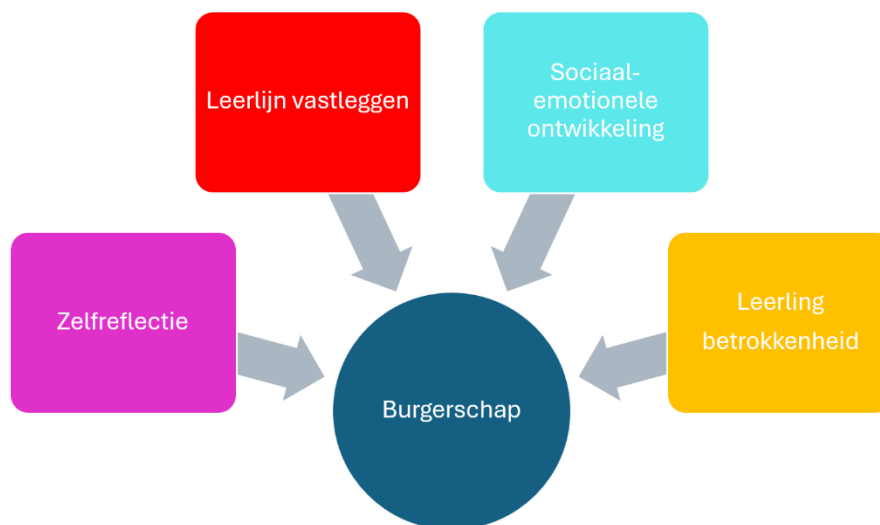 Leerlijn vastleggen
Sociaal-
emotionele
ontwikkeling
Zelfreflectie
Leerling
betrokkenheid
Burgerschap